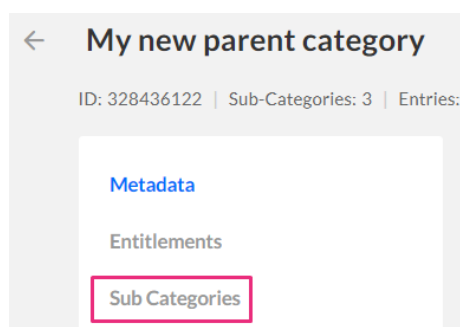 My new parent category
ID: 328436122 | Sub-Categories: 3 | Entries:
Metadata
Entitlements
Sub Categories